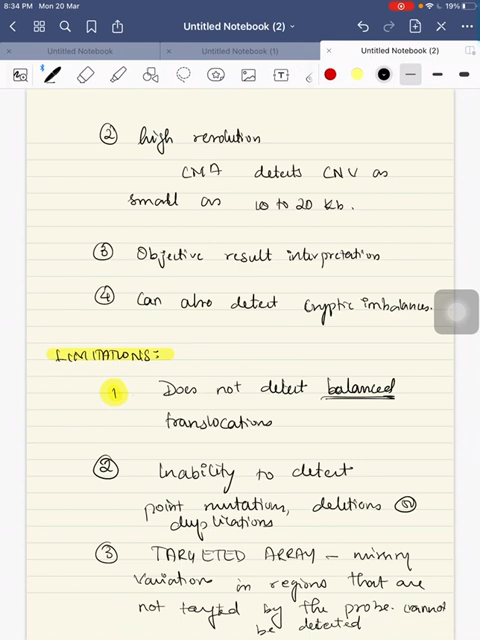 8:34 PM Mon 20 Mar
19%
Untitled Notebook (2)
Untitled Notebook
Untitled Notebook (1)
Untitled Notebook (2)
② high resolution
CMA detects CNV as
small as 10 to 20 Kb.
③ Objective result interpretation
④ Can also detect Cryptic imbalances.
LIMITATIONS:
1 Does not detect balanced
translocations
② Inability to detect
point mutations, deletions or
duplications
③ TARGETED ARRAY –
variation in regions that are
not by the probe cannot
be detected